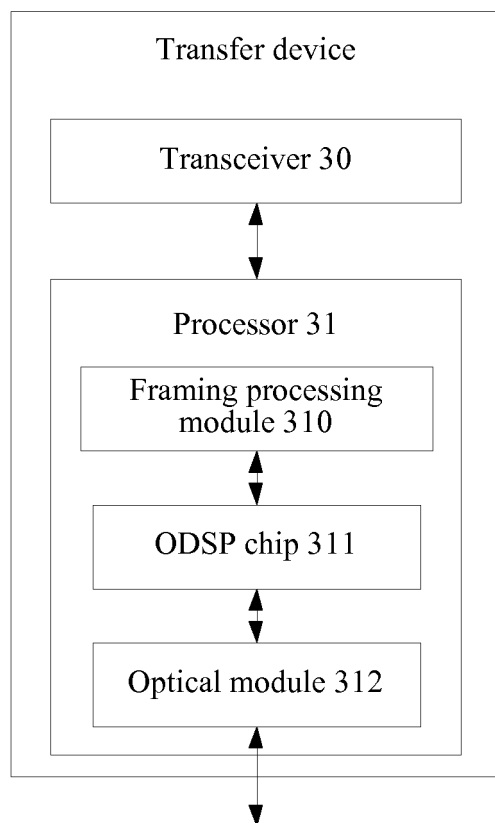 Transfer device
Transceiver 30
Processor 31
Framing processing
module 310
ODSP chip 311
Optical module 312